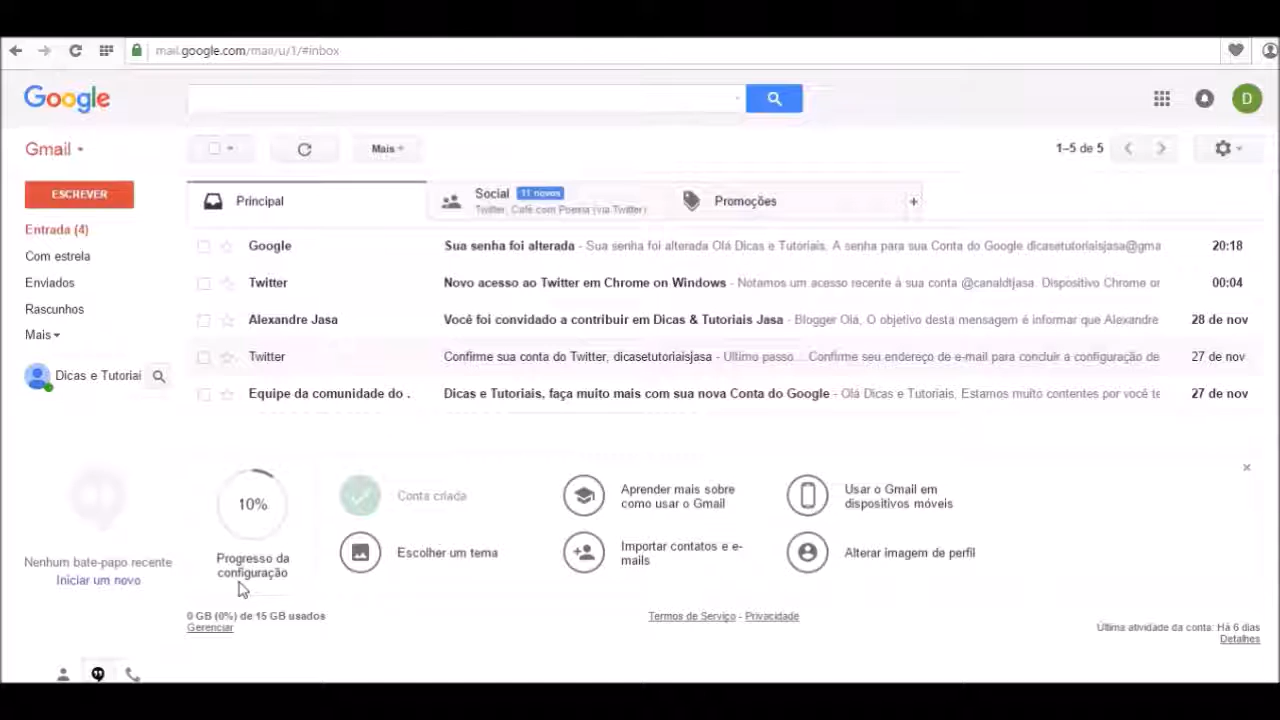 mail.google.com/mail/u/1/#inbox
Google
D
Gmail
Mais
1–5 de 5
ESCREVER
Principal
Social 11 novos
Twitter, Café com Poema (via Twitter)
Promoções
+
Entrada (4)
Com estrela
Enviados
Rascunhos
Mais
Dicas e Tutoriai
Google Sua senha foi alterada - Sua senha foi alterada Olá Dicas e Tutoriais, A senha para sua Conta do Google dicasetutoriaisjasa@gma 20:18
Twitter Novo acesso ao Twitter em Chrome on Windows - Notamos um acesso recente à sua conta @canaldtjasa. Dispositivo Chrome or 00:04
Alexandre Jasa Você foi convidado a contribuir em Dicas & Tutoriais Jasa - Blogger Olá, O objetivo desta mensagem é informar que Alexandre 28 de nov
Twitter Confirme sua conta do Twitter, dicasetutoriaisjasa - Último passo... Confirme seu endereço de e-mail para concluir a configuração de 27 de nov
Equipe da comunidade do . Dicas e Tutoriais, faça muito mais com sua nova Conta do Google - Olá Dicas e Tutoriais, Estamos muito contentes por você te 27 de nov
10%
Progresso da
configuração
Conta criada
Escolher um tema
Aprender mais sobre
como usar o Gmail
Importar contatos e e-
mails
Usar o Gmail em
dispositivos móveis
Alterar imagem de perfil
Nenhum bate-papo recente
Iniciar um novo
0 GB (0%) de 15 GB usados
Gerenciar
Termos de Serviço - Privacidade
Última atividade da conta: Há 6 dias
Detalhes